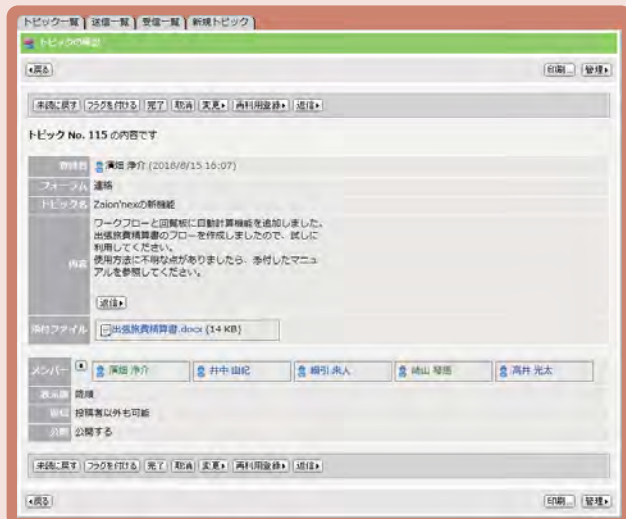 トピック一覧 送信一覧 受信一覧 新規トピック
トピックの
戻る 印刷... 管理
未読に戻す フラグを付ける 完了 取消 変更 再利用登録 返信
トピック No. 115 の内容です
濱畑 浄介 (2018/8/15 16:07)
フォーラム 連絡
トピック名 Zaion'nexの新機能
内容 ワークフローと回覧板に自動計算機能を追加しました。
出張旅費精算書のフローを作成しましたので、試しに
利用してください。
使用方法に不明な点がありましたら、添付したマニュ
アルを参照してください。
返信
添付ファイル 出張旅費精算書.docx (14 KB)
メンバー 濱畑 浄介 井中 由紀 綱引 来人 崎山 高井 光太
表示順 降順
返信 投稿者以外も可能
公開 公開する
未読に戻す フラグを付ける 完了 取消 変更 再利用登録 返信
戻る 印刷... 管理